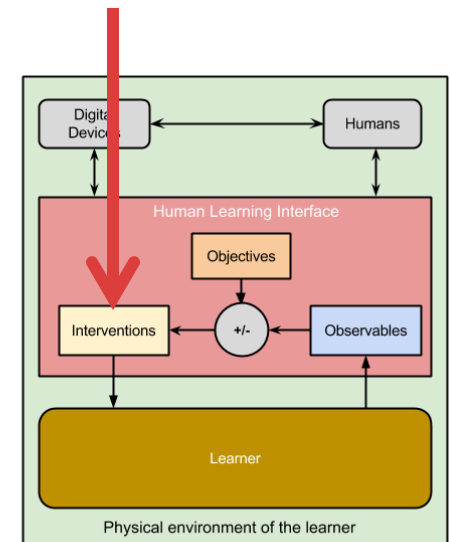 Digital
Devices
Humans
Human Learning Interface
Objectives
Interventions
+/-
Observables
Learner
Physical environment of the learner